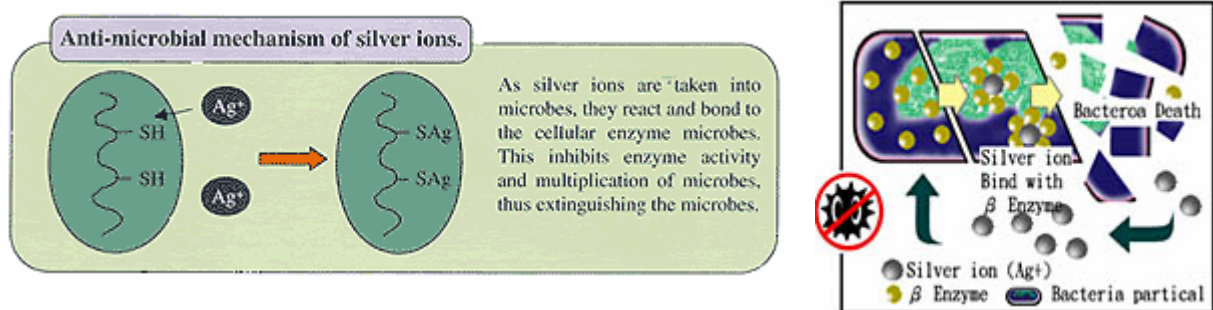 Anti-microbial mechanism of silver ions.
Ag⁺
SH
SH
Ag⁺
SAg
SAg
As silver ions are taken into
microbes, they react and bond to
the cellular enzyme microbes.
This inhibits enzyme activity
and multiplication of microbes,
thus extinguishing the microbes.
Bacteroa Death
Silver ion
Bind with
β Enzyme
Silver ion (Ag+)
β Enzyme
Bacteria partical